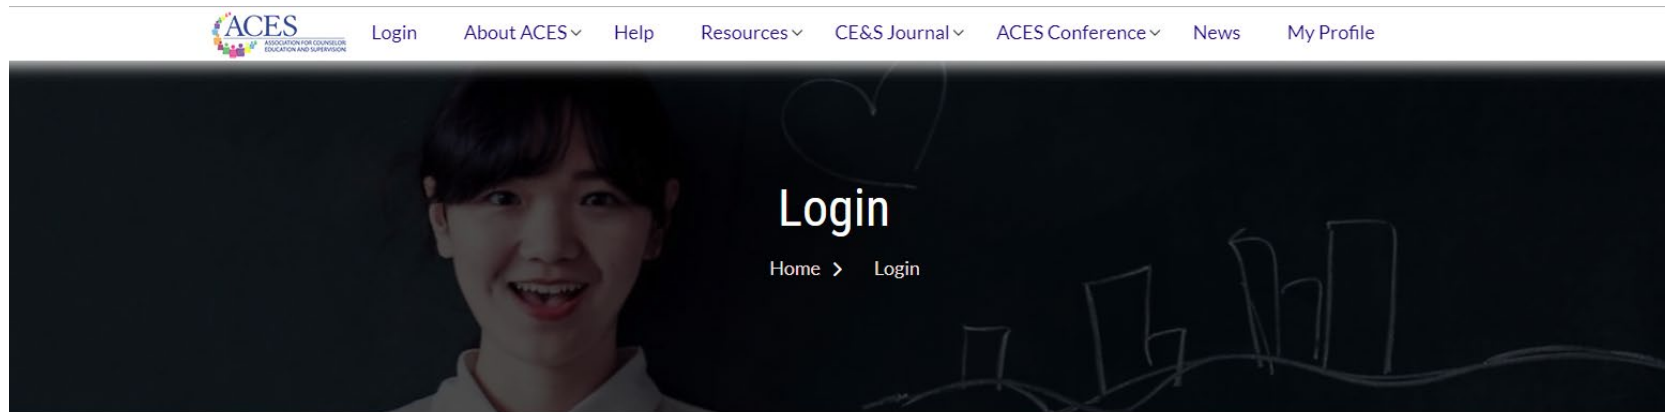 ACES
ASSOCIATION FOR COUNSELOR
EDUCATION AND SUPERVISION
Login About ACES Help Resources CE&S Journal ACES Conference News My Profile
Login
Home > Login